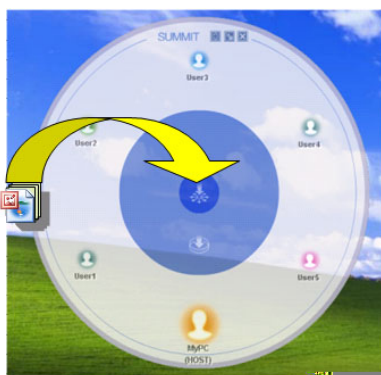 SUMMIT
User3
User2
User4
User1
User5
MyPC
(HOST)